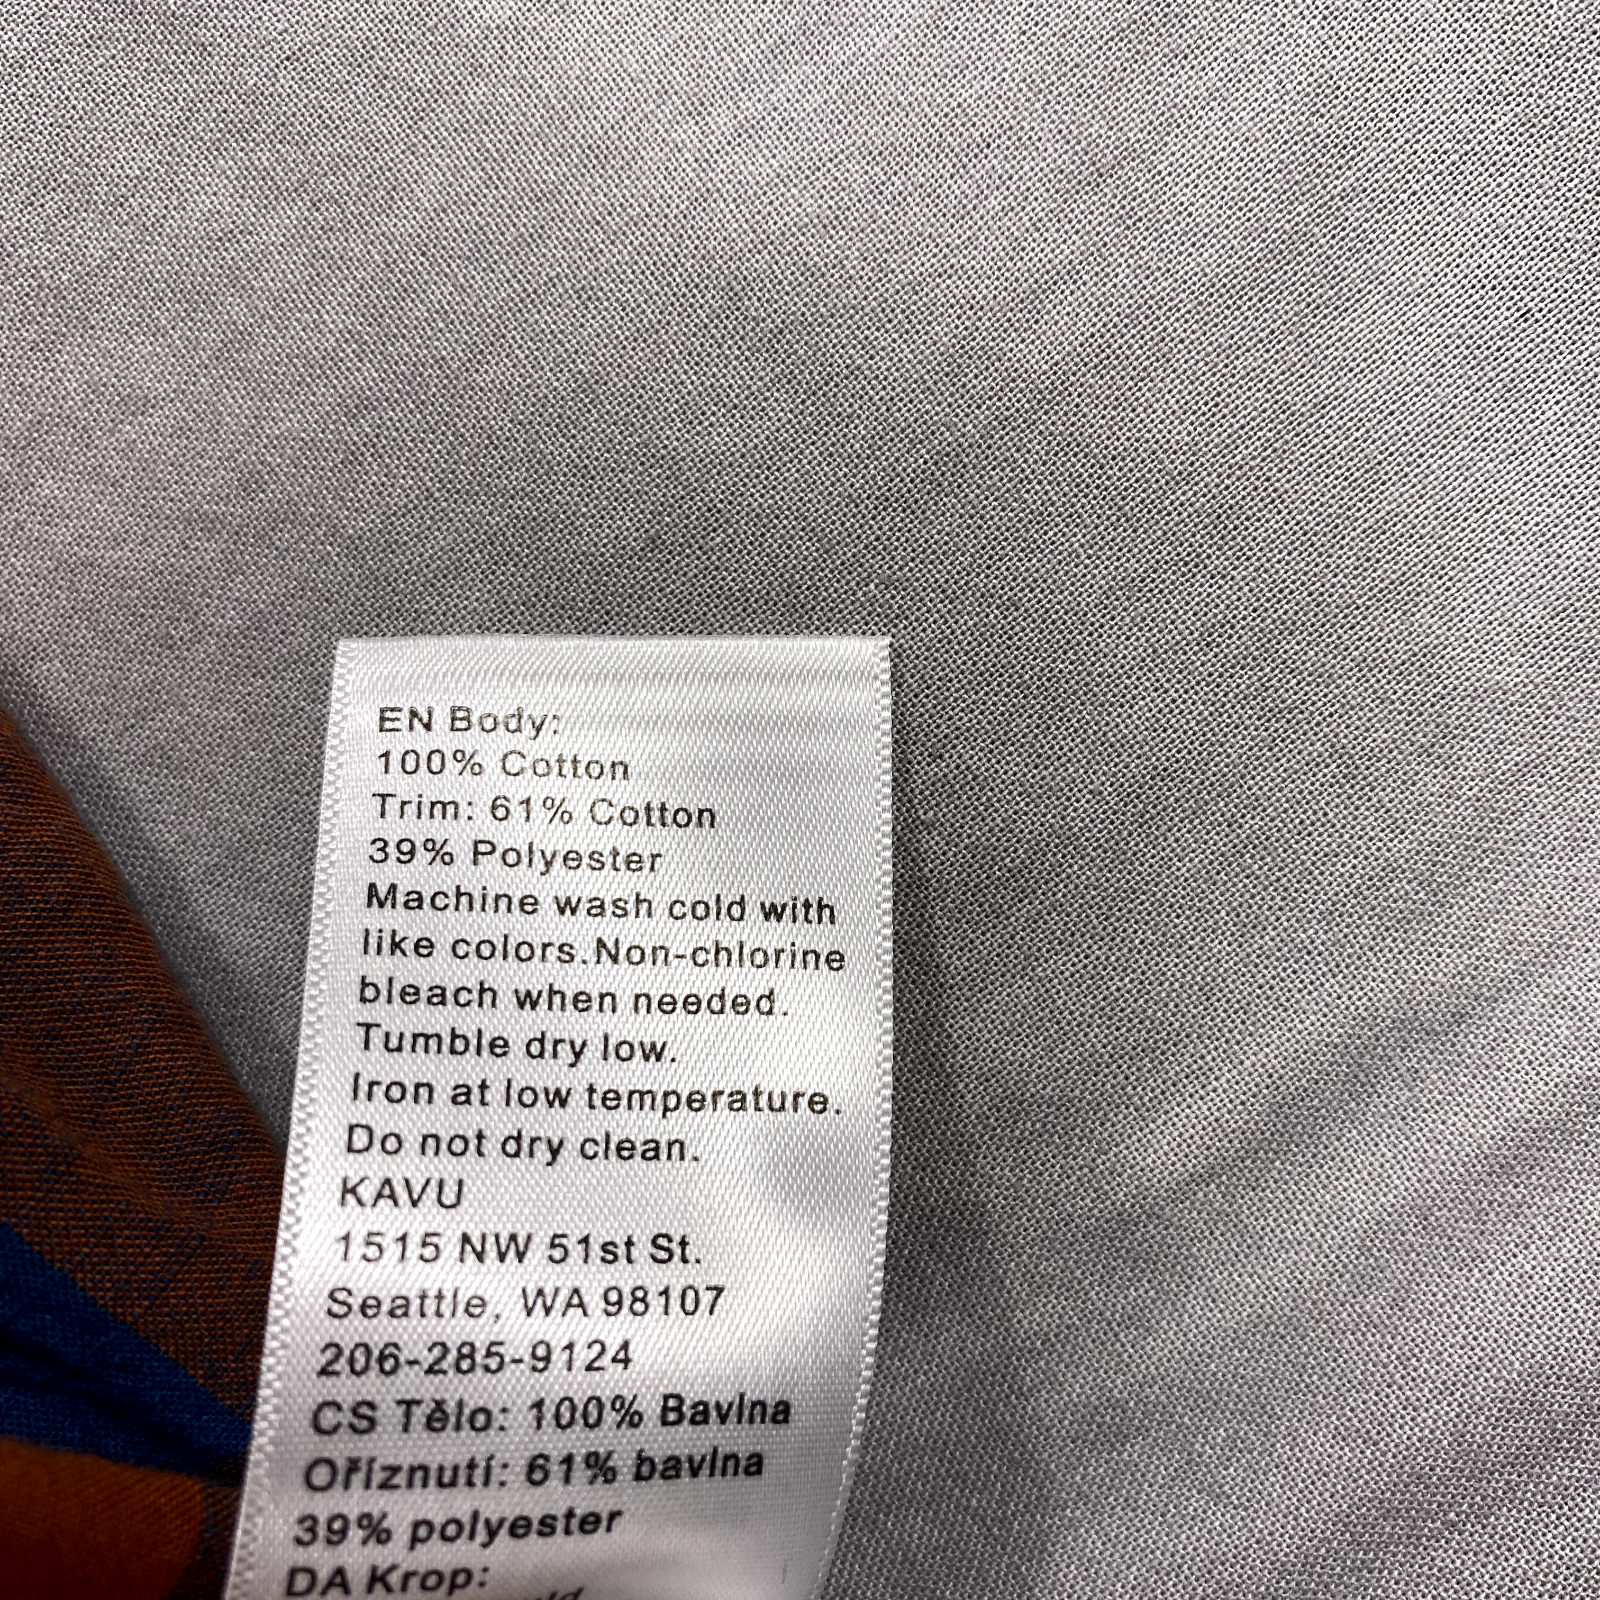 EN Body:
100% Cotton
Trim: 61% Cotton
39% Polyester
Machine wash cold with
like colors.Non-chlorine
bleach when needed.
Tumble dry low.
Iron at low temperature.
Do not dry clean.
KAVU
1515 NW 51st St.
Seattle, WA 98107
206-285-9124
CS Tělo: 100% Bavlna
Oříznutí: 61% bavlna
39% polyester
DA Krop: